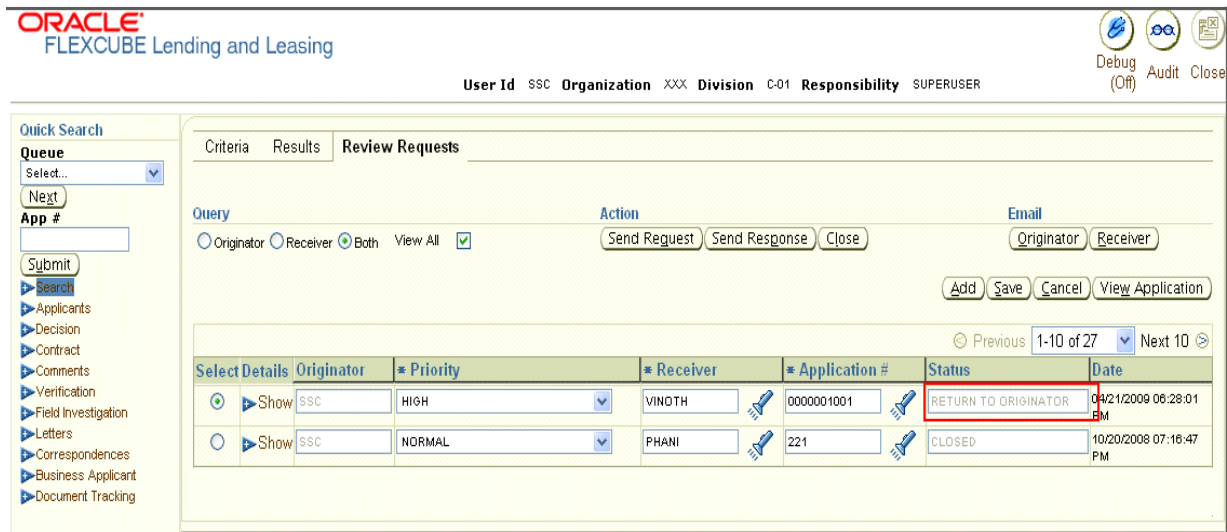 ORACLE
FLEXCUBE Lending and Leasing
Debug (Off)
Audit
Close
User Id SSC Organization XXX Division C-01 Responsibility SUPERUSER
Quick Search
Queue
Select...
Next
App #
Submit
Search
Applicants
Decision
Contract
Comments
Verification
Field Investigation
Letters
Correspondences
Business Applicant
Document Tracking
Criteria Results Review Requests
Query Action Email
Originator Receiver Both View All Send Request Send Response Close Originator Receiver
Add Save Cancel View Application
Previous 1-10 of 27 Next 10
Select Details Originator * Priority * Receiver * Application # Status Date
Show SSC HIGH VINOTH 0000001001 RETURN TO ORIGINATOR 04/21/2009 06:28:01 PM
Show SSC NORMAL PHANI 221 CLOSED 10/20/2008 07:16:47 PM